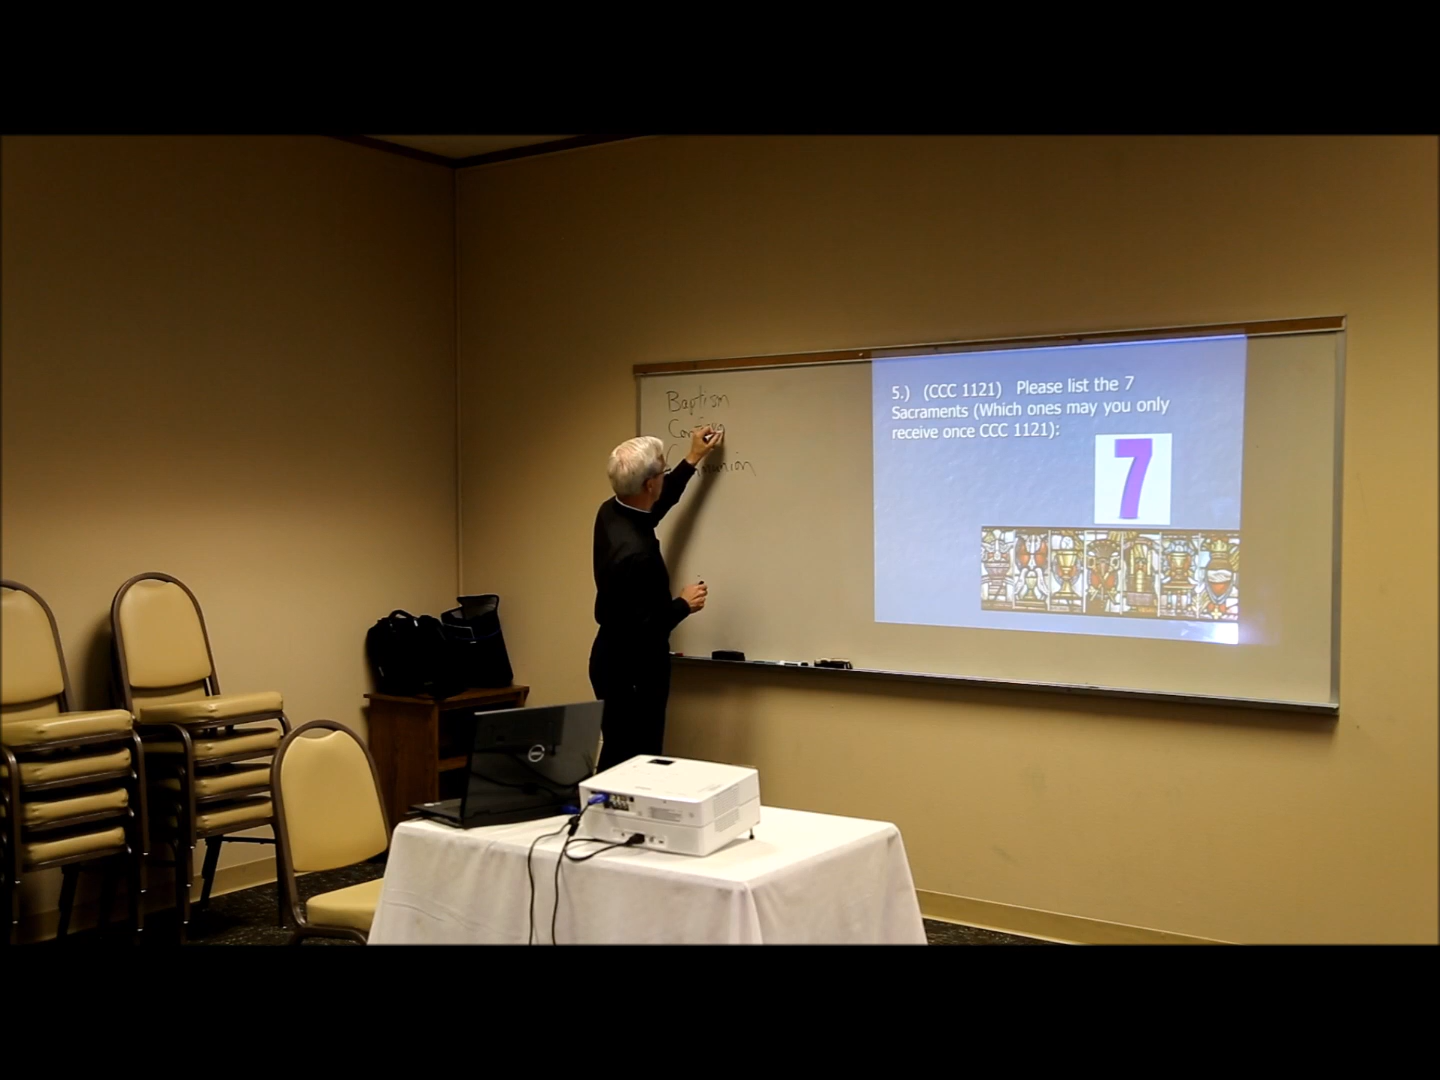 Baptism
5.) (CCC 1121) Please list the 7
Sacraments (Which ones may you only
receive once CCC 1121):
7
DELL